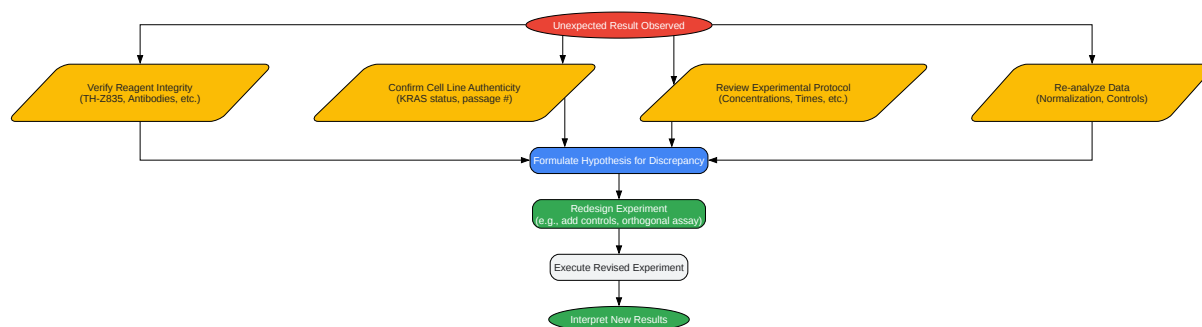 Unexpected Result Observed
Verify Reagent Integrity
(TH-Z835, Antibodies, etc.)
Confirm Cell Line Authenticity
(KRAS status, passage #)
Review Experimental Protocol
(Concentrations, Times, etc.)
Re-analyze Data
(Normalization, Controls)
Formulate Hypothesis for Discrepancy
Redesign Experiment
(e.g., add controls, orthogonal assay)
Execute Revised Experiment
Interpret New Results